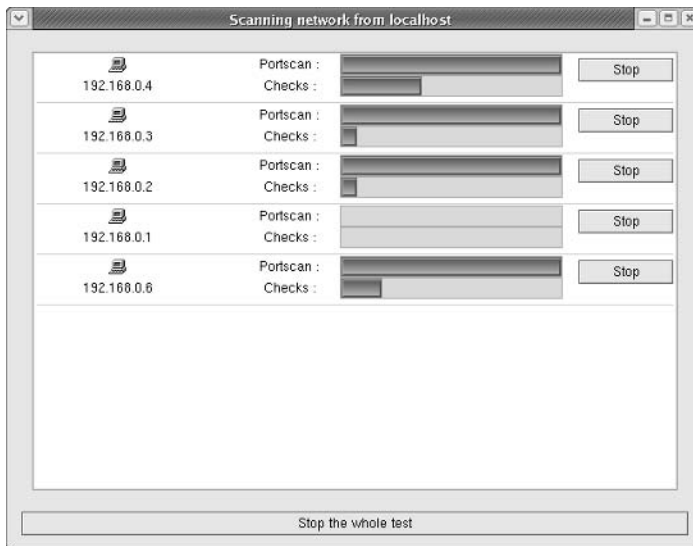 Scanning network from localhost
Portscan :
192.168.0.4 Checks : Stop
Portscan :
192.168.0.3 Checks : Stop
Portscan :
192.168.0.2 Checks : Stop
Portscan :
192.168.0.1 Checks : Stop
Portscan :
192.168.0.6 Checks : Stop
Stop the whole test